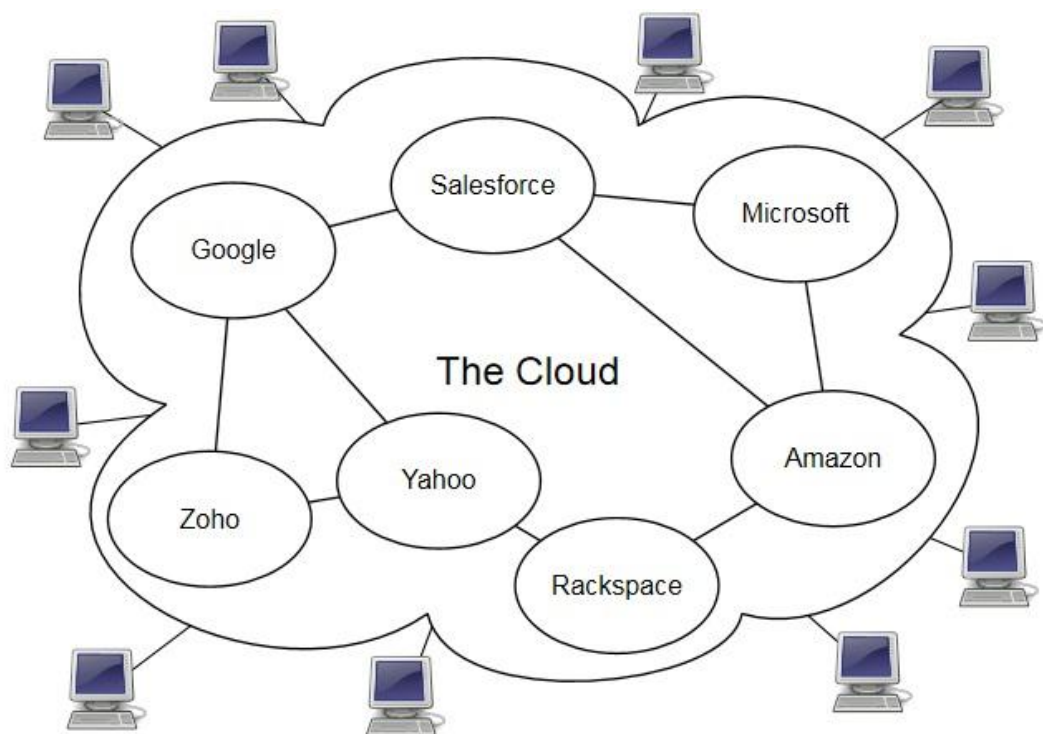 Salesforce
Microsoft
Google
The Cloud
Amazon
Yahoo
Zoho
Rackspace